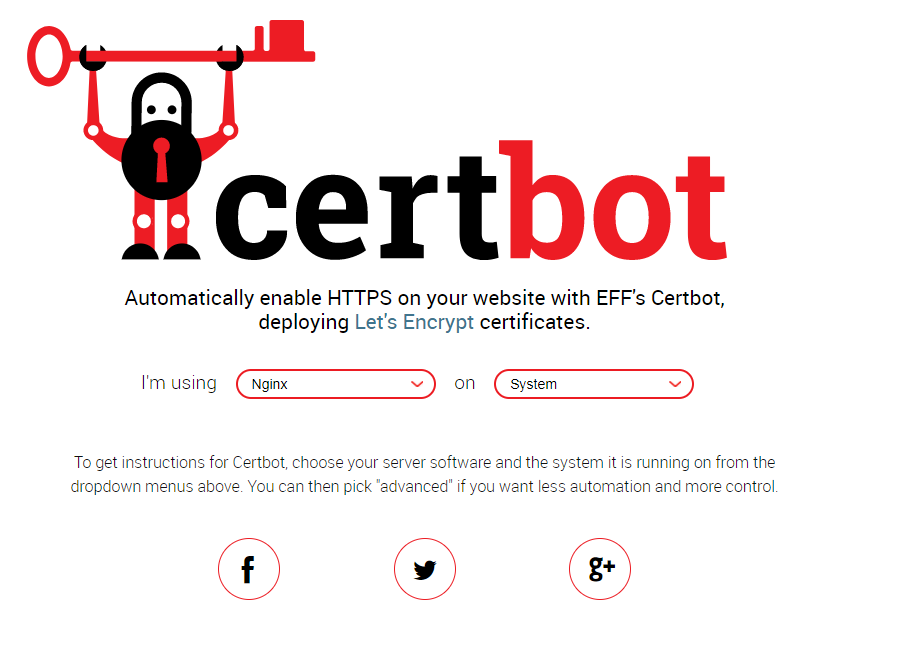 certbot
Automatically enable HTTPS on your website with EFF's Certbot,
deploying Let's Encrypt certificates.
I'm using Nginx on System
To get instructions for Certbot, choose your server software and the system it is running on from the
dropdown menus above. You can then pick "advanced" if you want less automation and more control.
f
g+